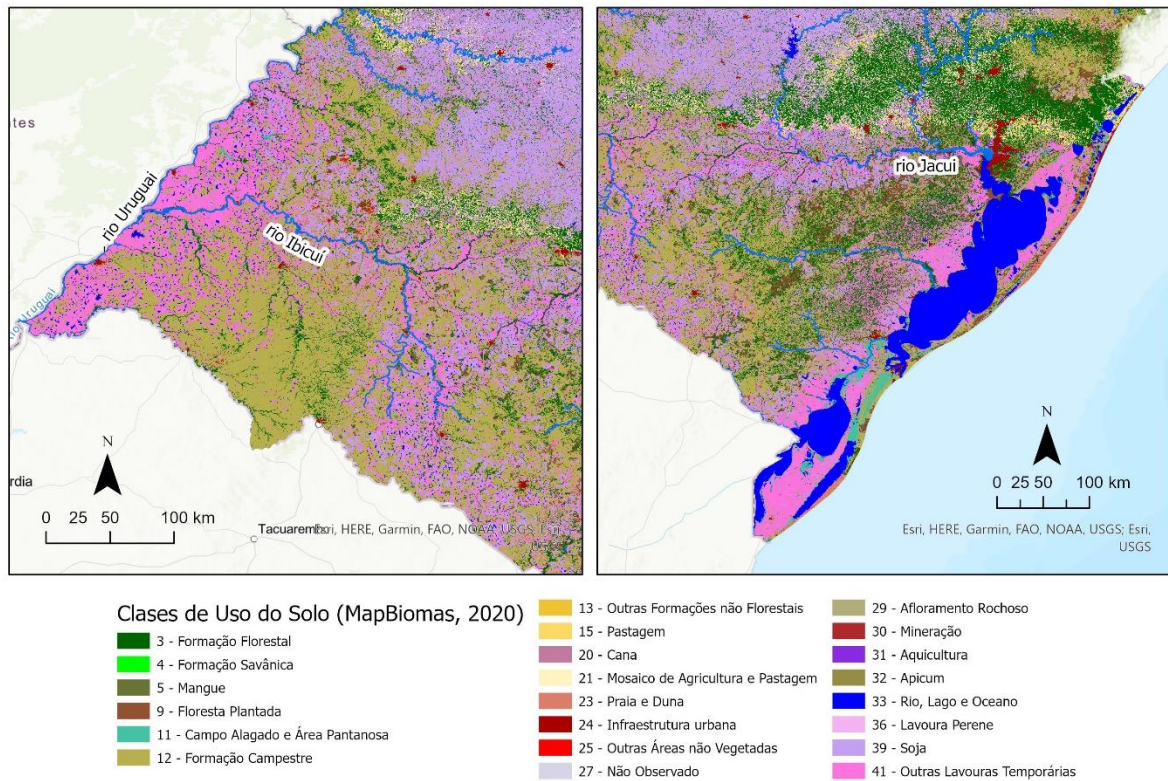 ntes
rio Uruguai
rio Ibicuí
rio Uruguai
N
rdia
0 25 50 100 km
Tacuarembó
Esri, HERE, Garmin, FAO, NOAA, USGS; Esri,
USGS
rio Jacuí
N
0 25 50 100 km
Esri, HERE, Garmin, FAO, NOAA, USGS; Esri,
USGS
Clases de Uso do Solo (MapBiomas, 2020)
3 - Formação Florestal
4 - Formação Savânica
5 - Mangue
9 - Floresta Plantada
11 - Campo Alagado e Área Pantanosa
12 - Formação Campestre
13 - Outras Formações não Florestais
15 - Pastagem
20 - Cana
21 - Mosaico de Agricultura e Pastagem
23 - Praia e Duna
24 - Infraestrutura urbana
25 - Outras Áreas não Vegetadas
27 - Não Observado
29 - Afloramento Rochoso
30 - Mineração
31 - Aquicultura
32 - Apicum
33 - Rio, Lago e Oceano
36 - Lavoura Perene
39 - Soja
41 - Outras Lavouras Temporárias